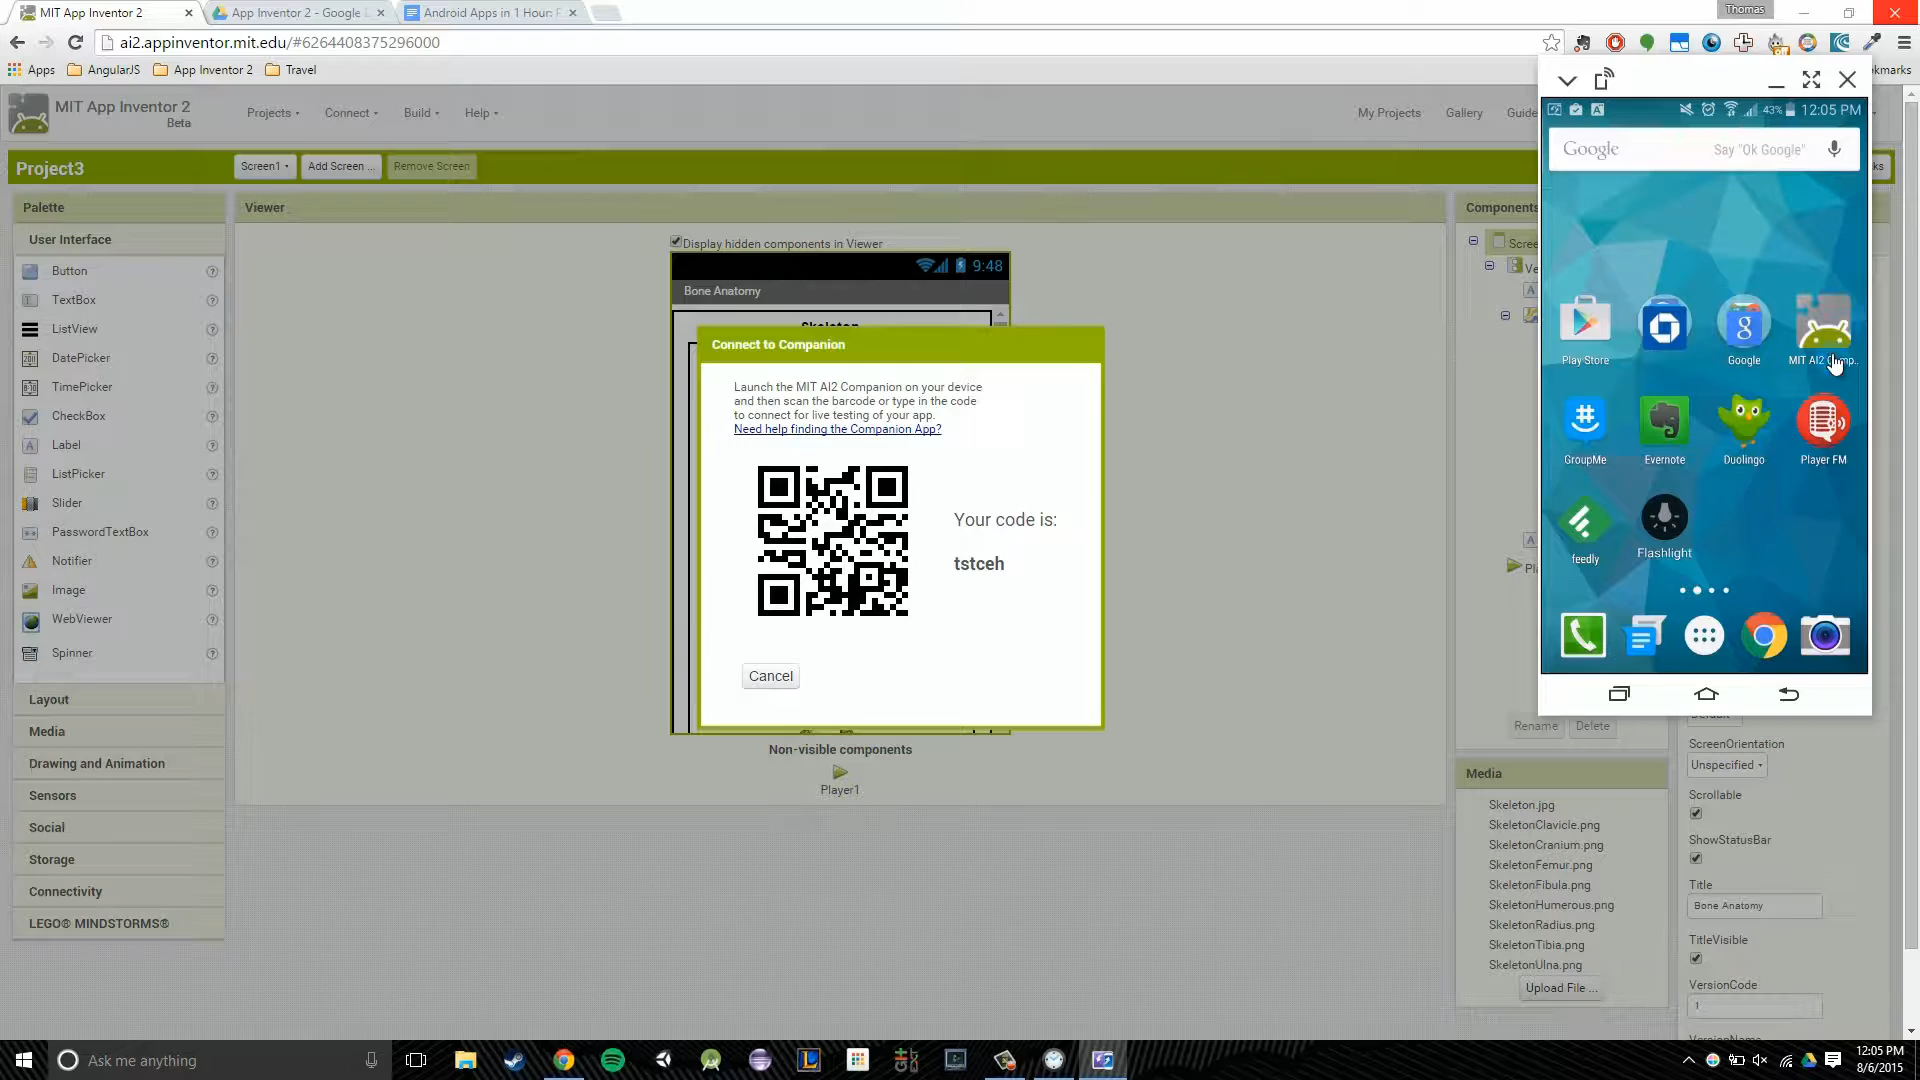 MIT App Inventor 2
App Inventor 2 - Google
Android Apps in 1 Hour:
Thomas
ai2.appinventor.mit.edu/#6264408375296000
Apps
AngularJS
App Inventor 2
Travel
kmarks
MIT App Inventor 2
Beta
Projects
Connect
Build
Help
My Projects
Gallery
Guide
Project3
Screen1
Add Screen ...
Remove Screen
ks
Palette
User Interface
Button
TextBox
ListView
DatePicker
TimePicker
CheckBox
Label
ListPicker
Slider
PasswordTextBox
Notifier
Image
WebViewer
Spinner
Layout
Media
Drawing and Animation
Sensors
Social
Storage
Connectivity
LEGO® MINDSTORMS®
Viewer
Display hidden components in Viewer
9:48
Bone Anatomy
Skeleton
Connect to Companion
Launch the MIT AI2 Companion on your device
and then scan the barcode or type in the code
to connect for live testing of your app.
Need help finding the Companion App?
Your code is:
tstceh
Cancel
Non-visible components
Player1
Components
Scree
Ve
Pl
Rename
Delete
Media
Skeleton.jpg
SkeletonClavicle.png
SkeletonCranium.png
SkeletonFemur.png
SkeletonFibula.png
SkeletonHumerous.png
SkeletonRadius.png
SkeletonTibia.png
SkeletonUlna.png
Upload File ...
ScreenOrientation
Unspecified
Scrollable
ShowStatusBar
Title
Bone Anatomy
TitleVisible
VersionCode
1
43%
12:05 PM
Google
Say "Ok Google"
Play Store
Google
MIT AI2
GroupMe
Evernote
Duolingo
Player FM
feedly
Flashlight
Ask me anything
12:05 PM
8/6/2015